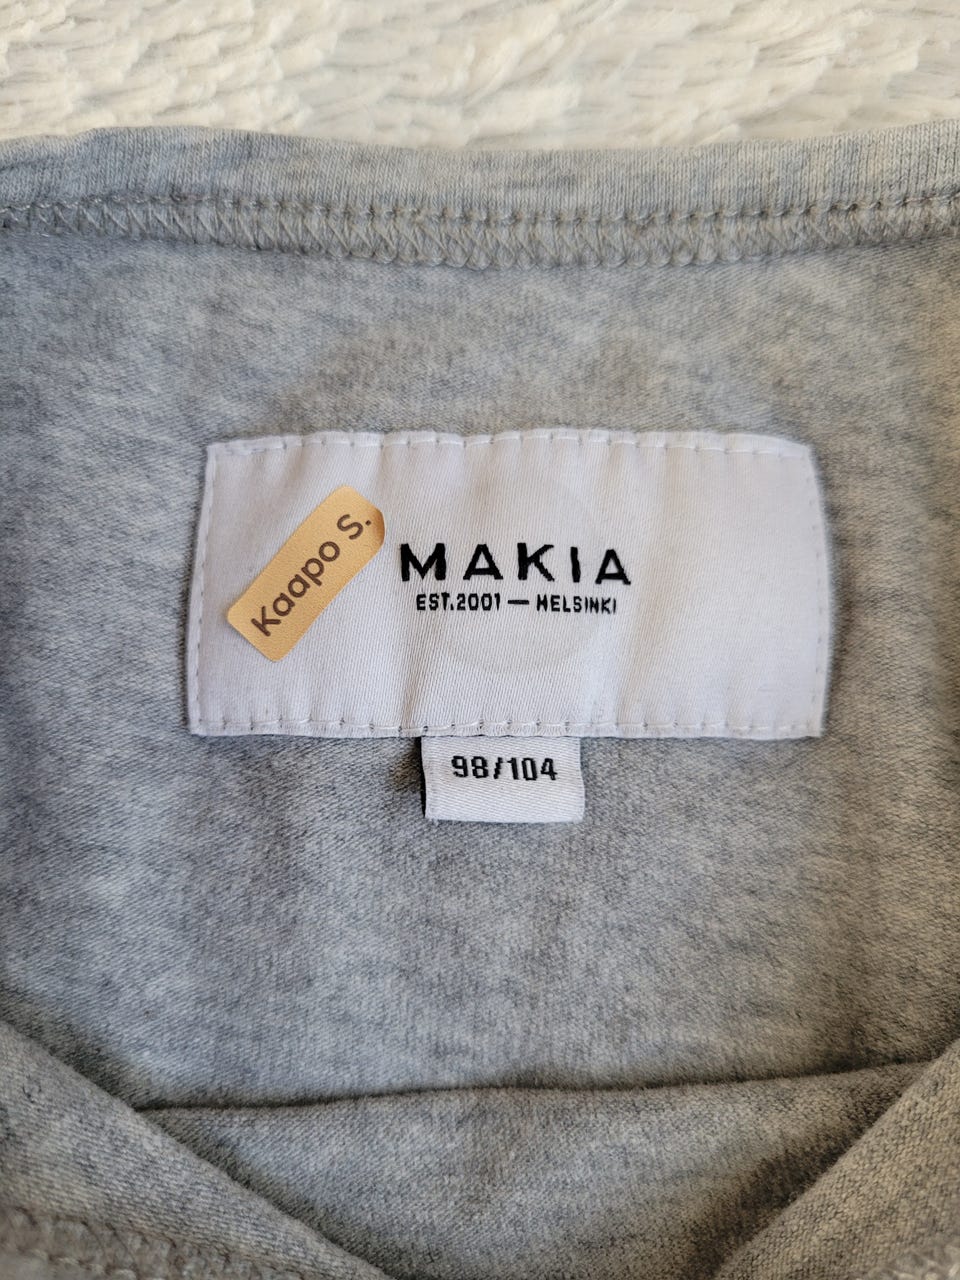 Kaapo S.
MAKIA
EST.2001 — HELSINKI
98/104